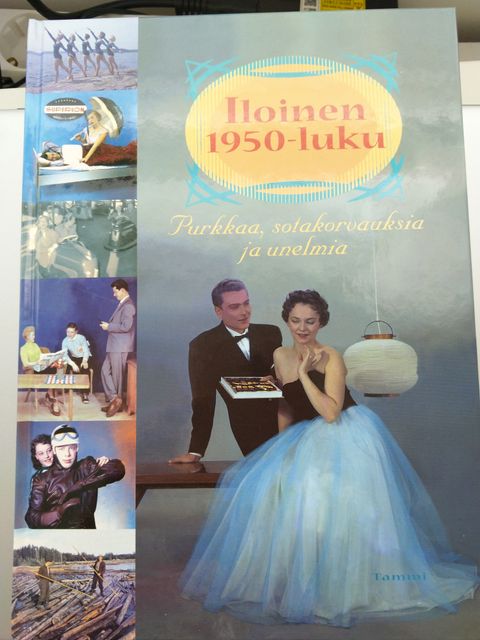 Iloinen
1950-luku
Purkkaa, sotakorvauksia
ja unelmia
Tammi